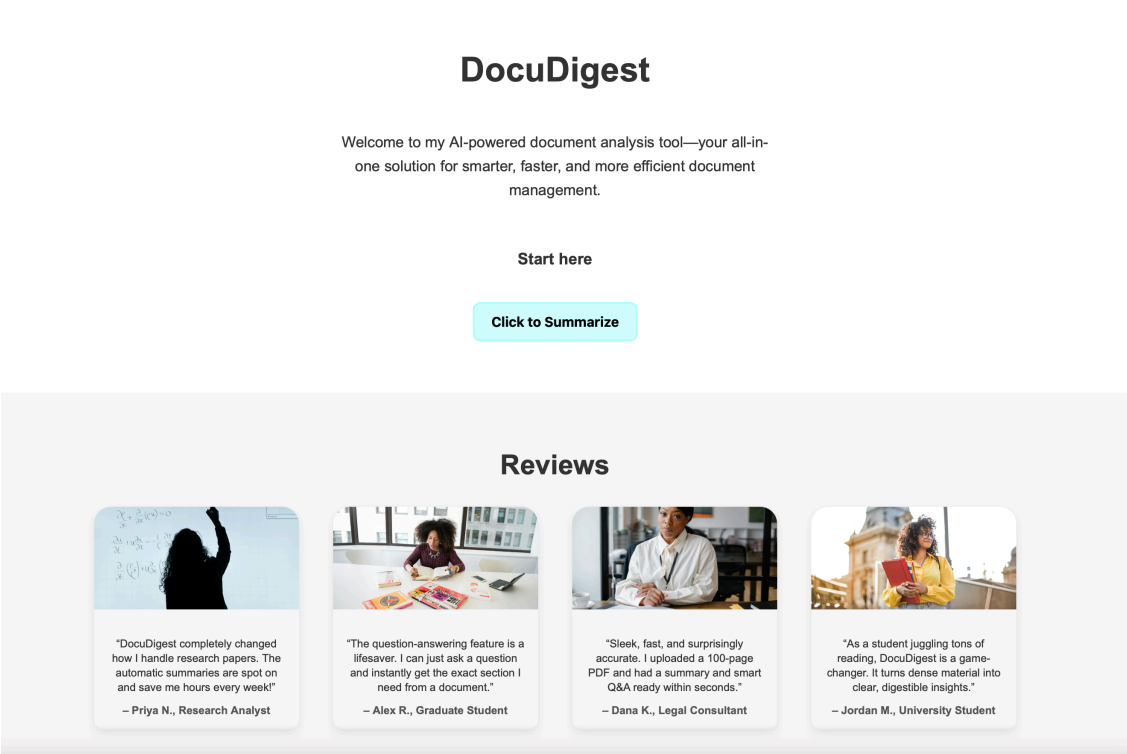 DocuDigest
Welcome to my AI-powered document analysis tool—your all-in-
one solution for smarter, faster, and more efficient document
management.
Start here
Click to Summarize
Reviews
“DocuDigest completely changed
how I handle research papers. The
automatic summaries are spot on
and save me hours every week!”
– Priya N., Research Analyst
“The question-answering feature is a
lifesaver. I can just ask a question
and instantly get the exact section I
need from a document.”
– Alex R., Graduate Student
“Sleek, fast, and surprisingly
accurate. I uploaded a 100-page
PDF and had a summary and smart
Q&A ready within seconds.”
– Dana K., Legal Consultant
“As a student juggling tons of
reading, DocuDigest is a game-
changer. It turns dense material into
clear, digestible insights.”
– Jordan M., University Student